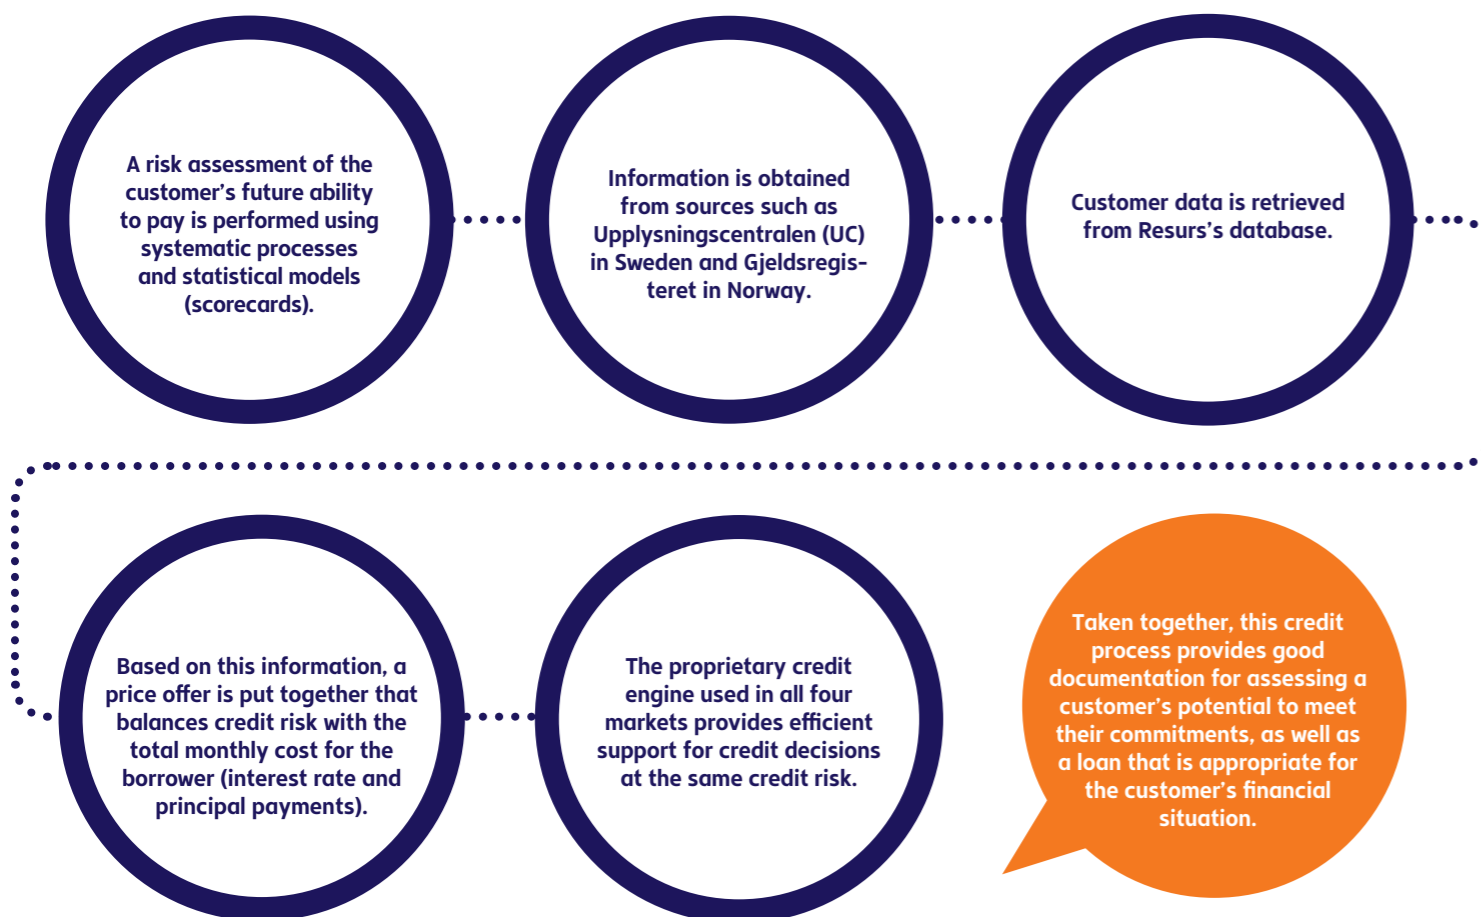 A risk assessment of the
customer’s future ability
to pay is performed using
systematic processes
and statistical models
(scorecards).
Information is obtained
from sources such as
Upplysningscentralen (UC)
in Sweden and Gjeldsregis-
teret in Norway.
Customer data is retrieved
from Resurs’s database.
Based on this information, a
price offer is put together that
balances credit risk with the
total monthly cost for the
borrower (interest rate and
principal payments).
The proprietary credit
engine used in all four
markets provides efficient
support for credit decisions
at the same credit risk.
Taken together, this credit
process provides good
documentation for assessing a
customer’s potential to meet
their commitments, as well as
a loan that is appropriate for
the customer’s financial
situation.